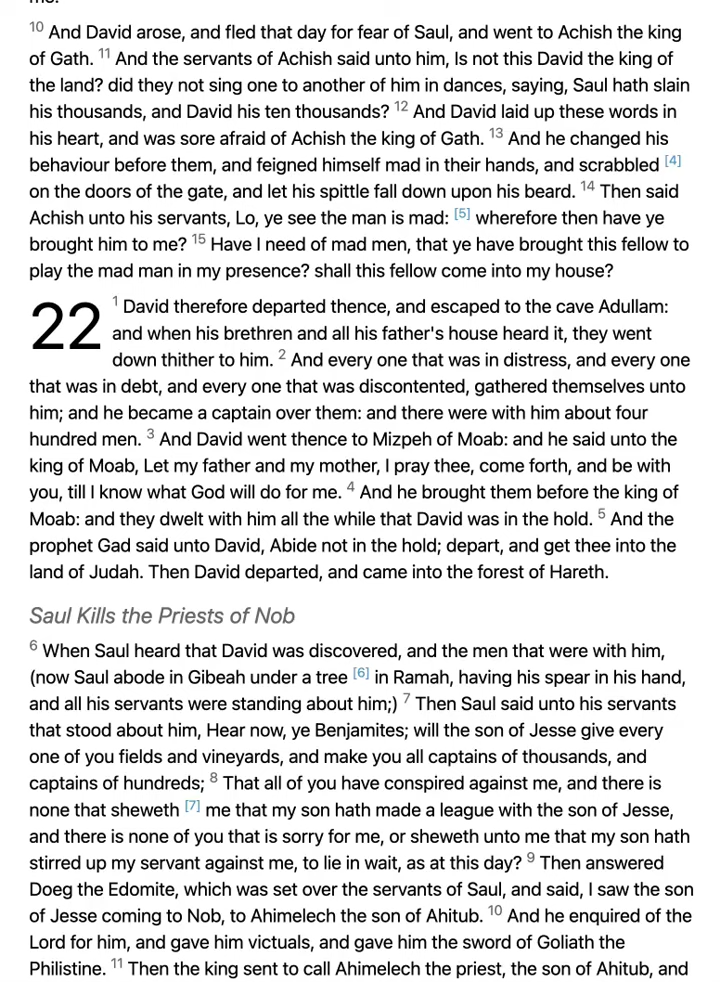 me.
10 And David arose, and fled that day for fear of Saul, and went to Achish the king
of Gath. 11 And the servants of Achish said unto him, Is not this David the king of
the land? did they not sing one to another of him in dances, saying, Saul hath slain
his thousands, and David his ten thousands? 12 And David laid up these words in
his heart, and was sore afraid of Achish the king of Gath. 13 And he changed his
behaviour before them, and feigned himself mad in their hands, and scrabbled [4]
on the doors of the gate, and let his spittle fall down upon his beard. 14 Then said
Achish unto his servants, Lo, ye see the man is mad: [5] wherefore then have ye
brought him to me? 15 Have I need of mad men, that ye have brought this fellow to
play the mad man in my presence? shall this fellow come into my house?
22 1 David therefore departed thence, and escaped to the cave Adullam:
and when his brethren and all his father's house heard it, they went
down thither to him. 2 And every one that was in distress, and every one
that was in debt, and every one that was discontented, gathered themselves unto
him; and he became a captain over them: and there were with him about four
hundred men. 3 And David went thence to Mizpeh of Moab: and he said unto the
king of Moab, Let my father and my mother, I pray thee, come forth, and be with
you, till I know what God will do for me. 4 And he brought them before the king of
Moab: and they dwelt with him all the while that David was in the hold. 5 And the
prophet Gad said unto David, Abide not in the hold; depart, and get thee into the
land of Judah. Then David departed, and came into the forest of Hareth.
Saul Kills the Priests of Nob
6 When Saul heard that David was discovered, and the men that were with him,
(now Saul abode in Gibeah under a tree [6] in Ramah, having his spear in his hand,
and all his servants were standing about him;) 7 Then Saul said unto his servants
that stood about him, Hear now, ye Benjamites; will the son of Jesse give every
one of you fields and vineyards, and make you all captains of thousands, and
captains of hundreds; 8 That all of you have conspired against me, and there is
none that sheweth [7] me that my son hath made a league with the son of Jesse,
and there is none of you that is sorry for me, or sheweth unto me that my son hath
stirred up my servant against me, to lie in wait, as at this day? 9 Then answered
Doeg the Edomite, which was set over the servants of Saul, and said, I saw the son
of Jesse coming to Nob, to Ahimelech the son of Ahitub. 10 And he enquired of the
Lord for him, and gave him victuals, and gave him the sword of Goliath the
Philistine. 11 Then the king sent to call Ahimelech the priest, the son of Ahitub, and